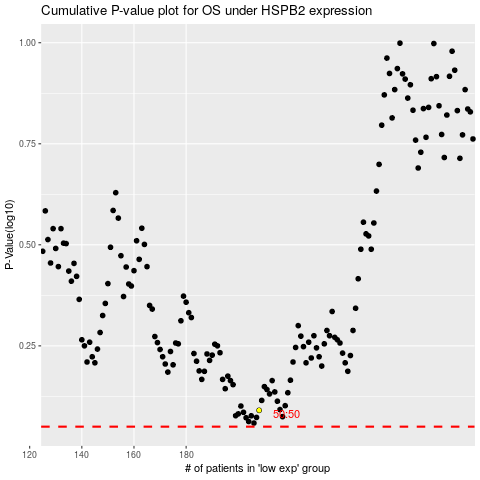 Cumulative P-value plot for OS under HSPB2 expression
1.00
0.75
0.50
0.25
P-Value(log10)
50:50
120 140 160 180
# of patients in 'low exp' group